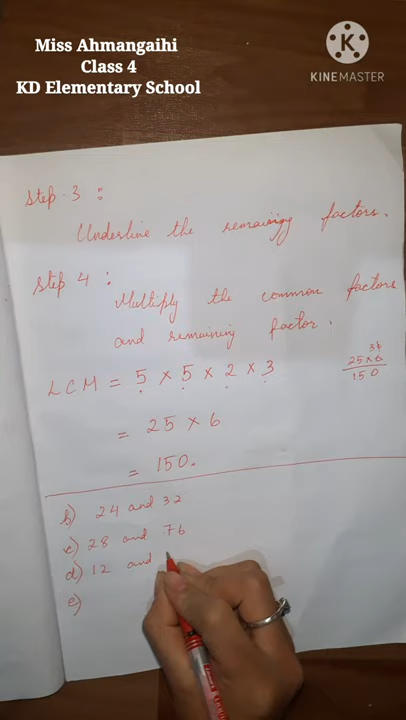 Miss Ahmangaihi
Class 4
KD Elementary School
K
KINEMASTER
Step 3 :
Underline the remaining factors.
Step 4 :
Multiply the common factors
and remaining factor.
LCM = 5 × 5 × 2 × 3
= 25 × 6
= 150.
3
25 × 6
150
b) 24 and 32
c) 28 and 76
d) 12 and
e)